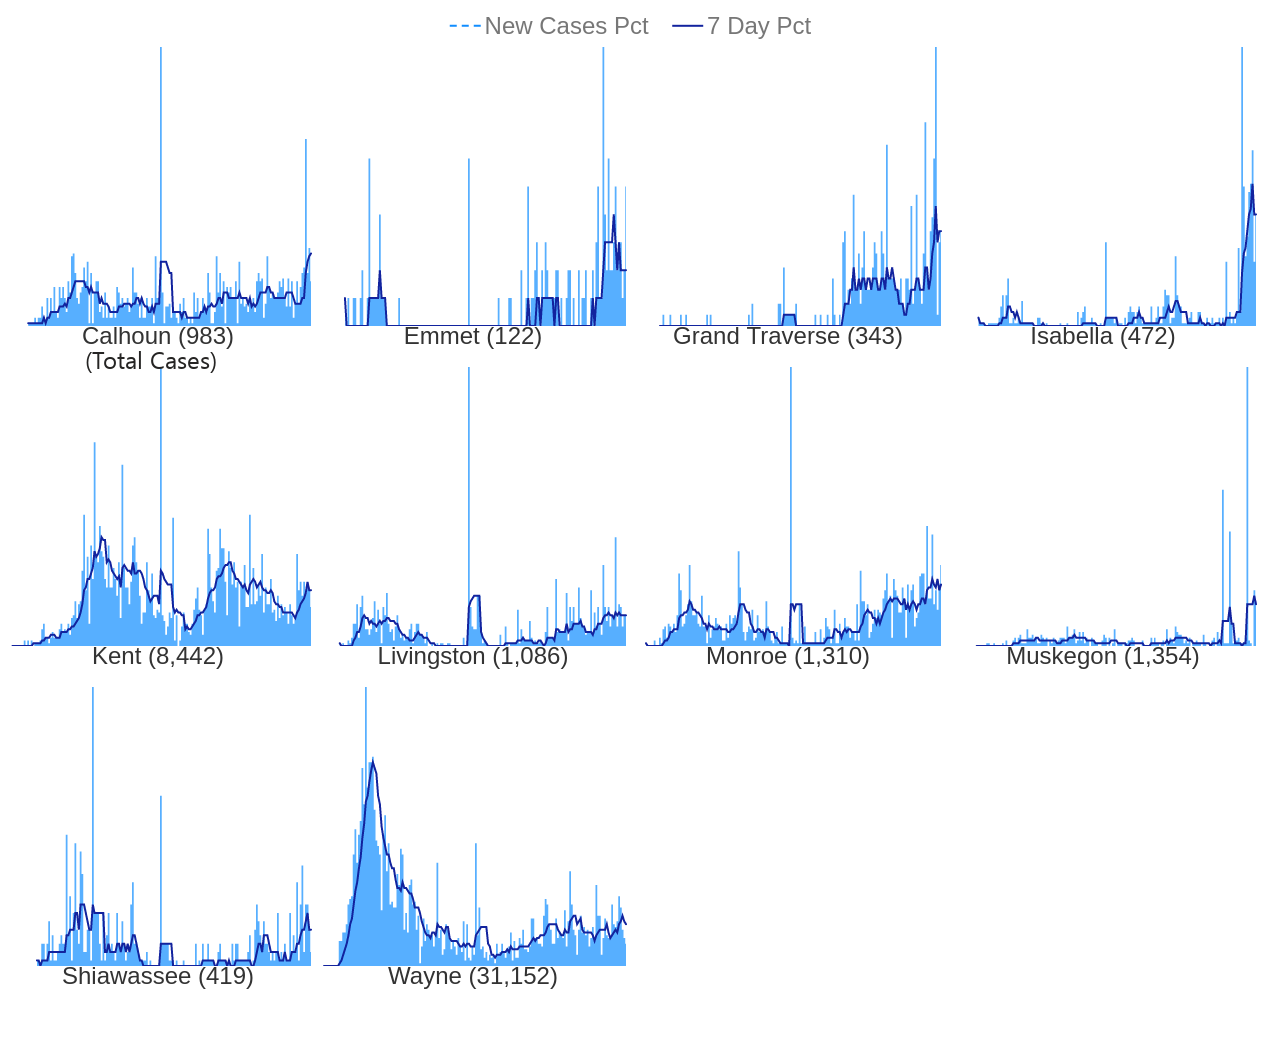 New Cases Pct 7 Day Pct
Calhoun (983) Emmet (122) Grand Traverse (343) Isabella (472)
(Total Cases)
Kent (8,442) Livingston (1,086) Monroe (1,310) Muskegon (1,354)
Shiawassee (419) Wayne (31,152)